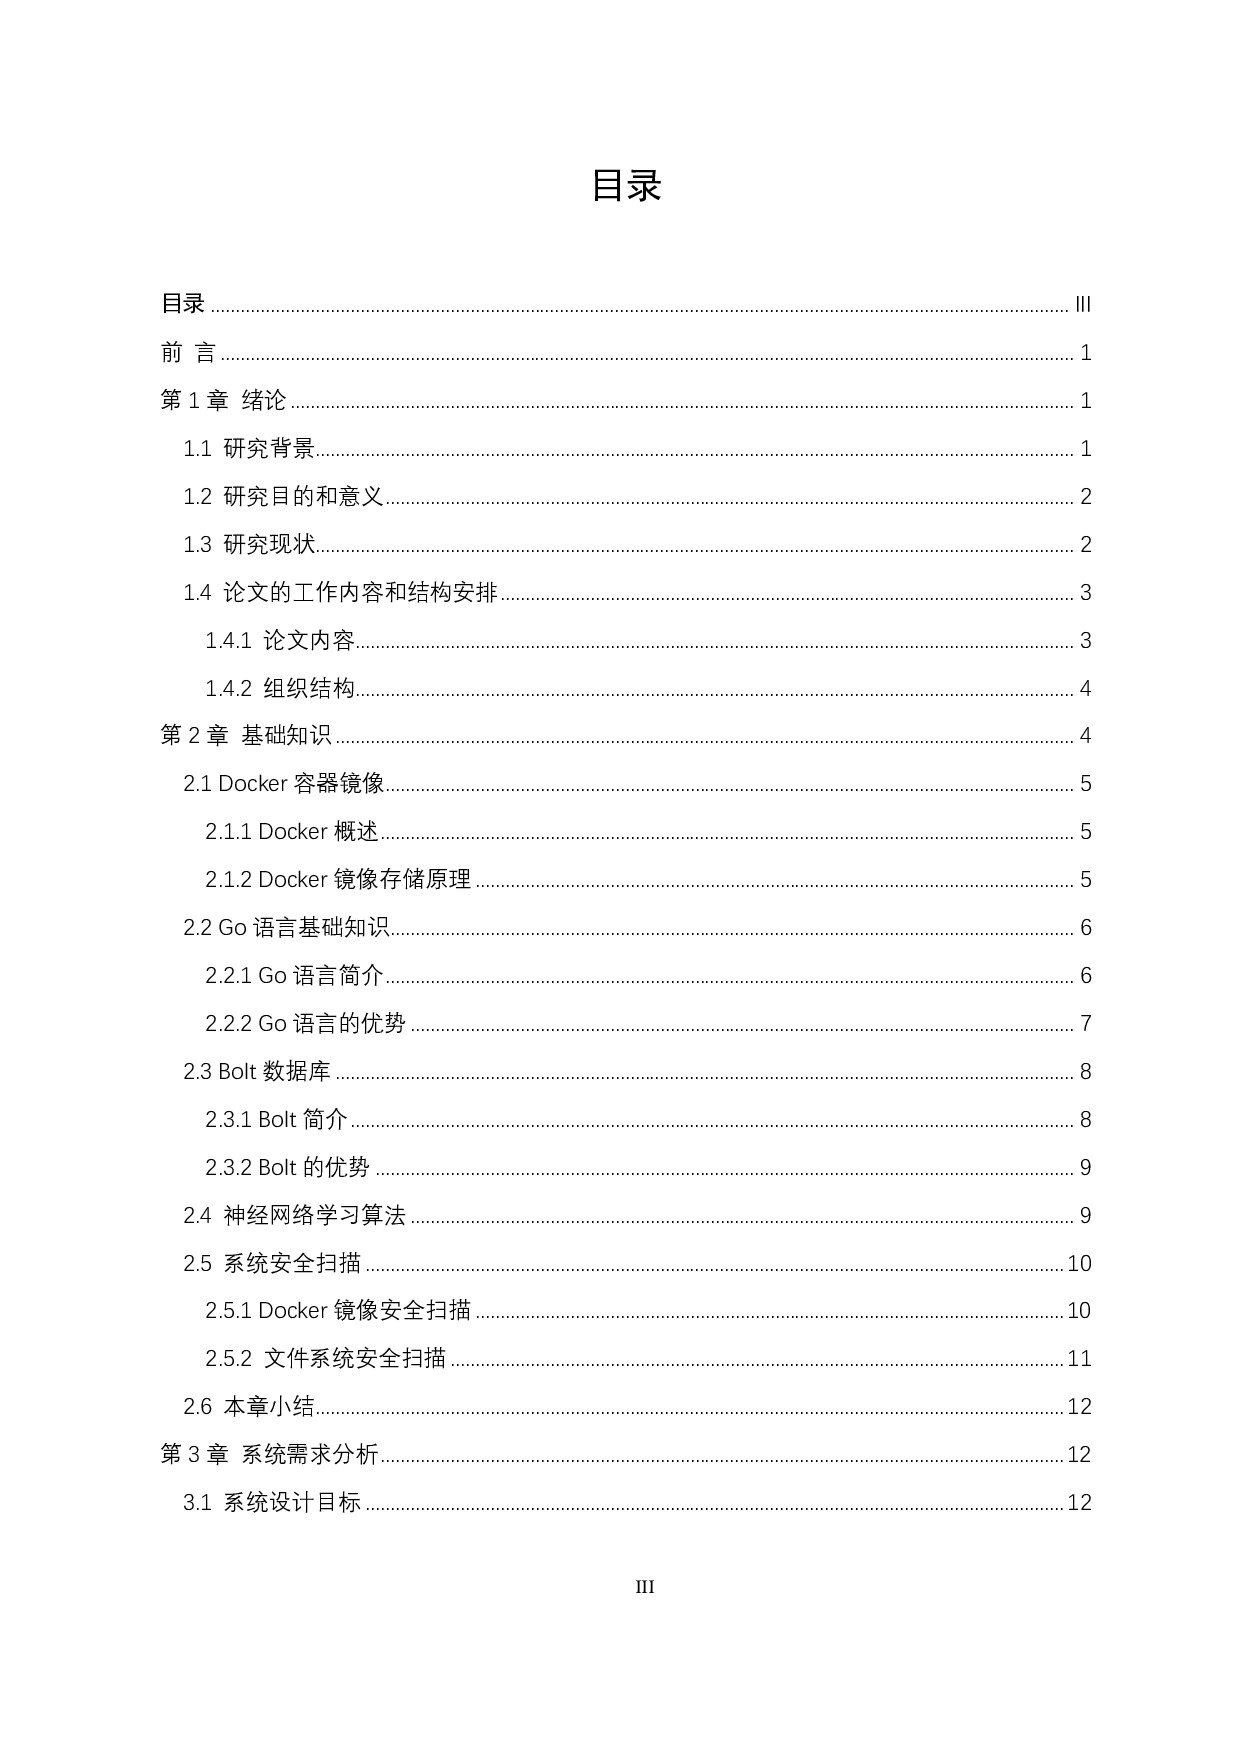 目录
目录 ........ III
前 言 ........ 1
第 1 章 绪论 ........ 1
1.1 研究背景 ........ 1
1.2 研究目的和意义 ........ 2
1.3 研究现状 ........ 2
1.4 论文的工作内容和结构安排 ........ 3
1.4.1 论文内容 ........ 3
1.4.2 组织结构 ........ 4
第 2 章 基础知识 ........ 4
2.1 Docker 容器镜像 ........ 5
2.1.1 Docker 概述 ........ 5
2.1.2 Docker 镜像存储原理 ........ 5
2.2 Go 语言基础知识 ........ 6
2.2.1 Go 语言简介 ........ 6
2.2.2 Go 语言的优势 ........ 7
2.3 Bolt 数据库 ........ 8
2.3.1 Bolt 简介 ........ 8
2.3.2 Bolt 的优势 ........ 9
2.4 神经网络学习算法 ........ 9
2.5 系统安全扫描 ........ 10
2.5.1 Docker 镜像安全扫描 ........ 10
2.5.2 文件系统安全扫描 ........ 11
2.6 本章小结 ........ 12
第 3 章 系统需求分析 ........ 12
3.1 系统设计目标 ........ 12
III